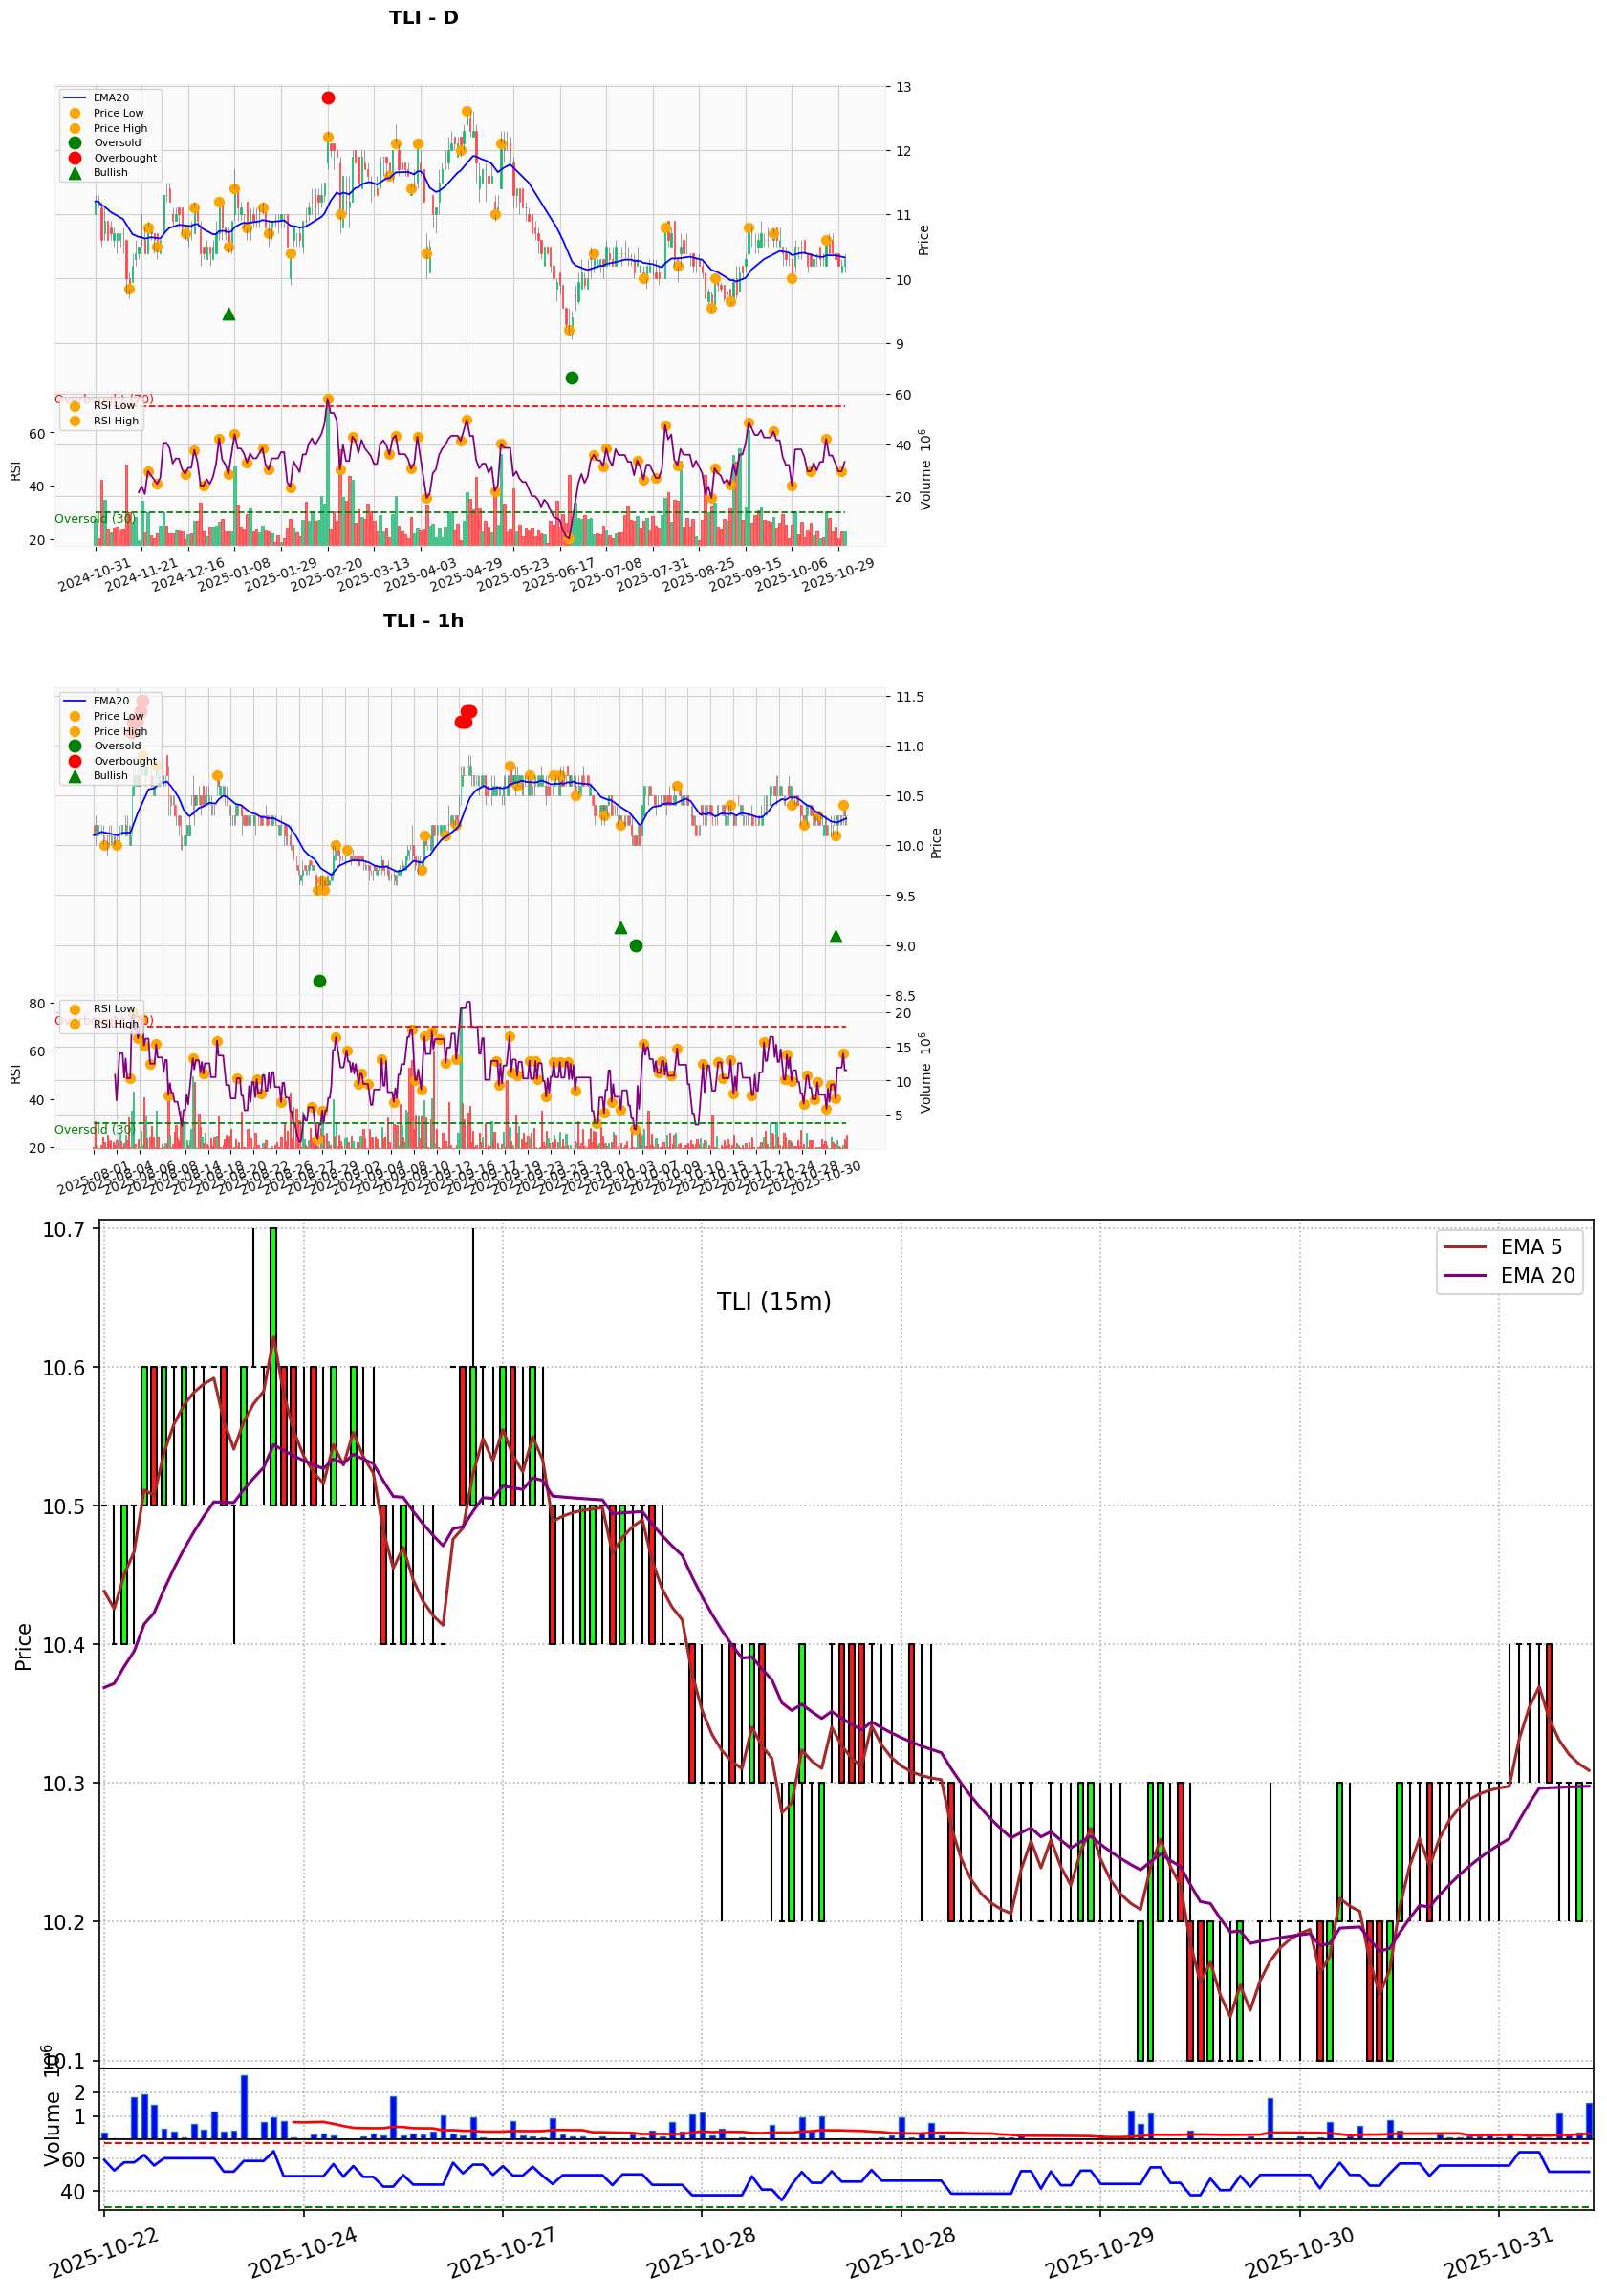 TLI - D
EMA20
Price Low
Price High
Oversold
Overbought
Bullish
13
12
11
10
9
Price
Overbought (70)
RSI Low
RSI High
Oversold (30)
60
40
20
RSI
60
40
20
Volume 10^6
2024-10-31
2024-11-21
2024-12-16
2025-01-08
2025-01-29
2025-02-20
2025-03-13
2025-04-03
2025-04-29
2025-05-23
2025-06-17
2025-07-08
2025-07-31
2025-08-25
2025-09-15
2025-10-06
2025-10-29
TLI - 1h
EMA20
Price Low
Price High
Oversold
Overbought
Bullish
11.5
11.0
10.5
10.0
9.5
9.0
8.5
Price
RSI Low
RSI High
Oversold (30)
80
60
40
20
RSI
20
15
10
5
Volume 10^6
2025-10-30
TLI (15m)
EMA 5
EMA 20
10.7
10.6
10.5
10.4
10.3
10.2
10.1
Price
2
1
Volume 10^6
60
40
2025-10-22
2025-10-24
2025-10-27
2025-10-28
2025-10-28
2025-10-29
2025-10-30
2025-10-31